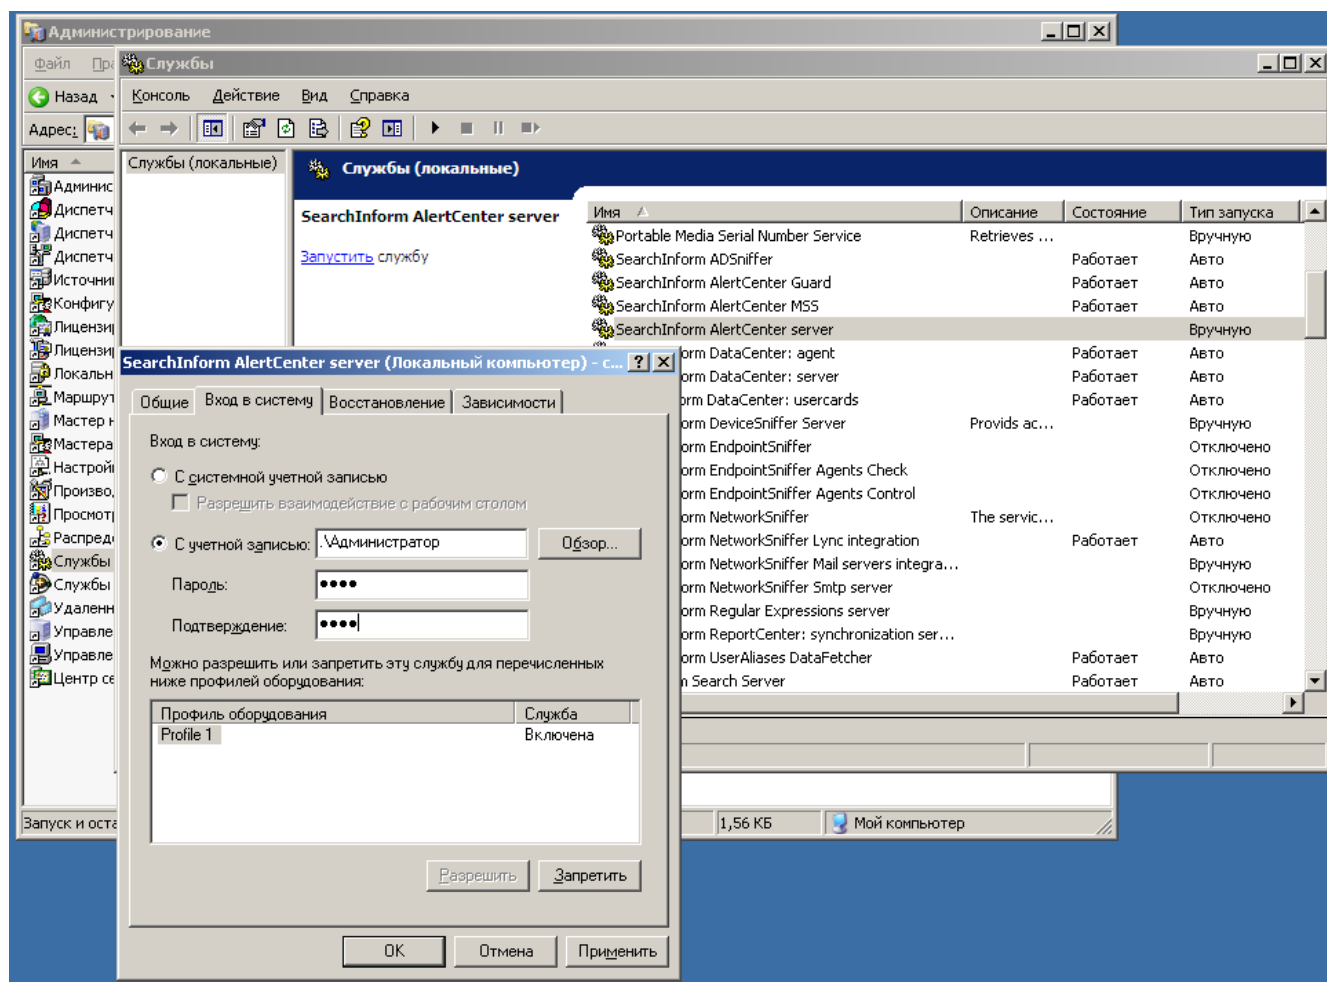 Администрирование
Файл
Службы
Назад
Консоль Действие Вид Справка
Адрес:
Имя
Службы (локальные)
Службы (локальные)
SearchInform AlertCenter server
Запустить службу
Имя Описание Состояние Тип запуска
Portable Media Serial Number Service Retrieves ... Вручную
SearchInform ADSniffer Работает Авто
SearchInform AlertCenter Guard Работает Авто
SearchInform AlertCenter MSS Работает Авто
SearchInform AlertCenter server Вручную
orm DataCenter: agent Работает Авто
orm DataCenter: server Работает Авто
orm DataCenter: usercards Работает Авто
orm DeviceSniffer Server Provids ac... Вручную
orm EndpointSniffer Отключено
orm EndpointSniffer Agents Check Отключено
orm EndpointSniffer Agents Control Отключено
orm NetworkSniffer The servic... Отключено
orm NetworkSniffer Lync integration Работает Авто
orm NetworkSniffer Mail servers integra... Вручную
orm NetworkSniffer Smtp server Отключено
orm Regular Expressions server Вручную
orm ReportCenter: synchronization ser... Вручную
orm UserAliases DataFetcher Работает Авто
n Search Server Работает Авто
Админис
Диспетч
Диспетч
Диспетч
Источни
Конфигу
Лицензи
Лицензи
Локальн
Маршрут
Мастер н
Мастера
Настрой
Произво
Просмот
Распред
Службы
Службы
Удаленн
Управле
Управле
Центр се
SearchInform AlertCenter server (Локальный компьютер) - с...
Общие Вход в систему Восстановление Зависимости
Вход в систему:
С системной учетной записью
Разрешить взаимодействие с рабочим столом
С учетной записью: .\Администратор Обзор...
Пароль: ••••
Подтверждение: ••••
Можно разрешить или запретить эту службу для перечисленных
ниже профилей оборудования:
Профиль оборудования Служба
Profile 1 Включена
Разрешить Запретить
OK Отмена Применить
Запуск и оста
1,56 КБ Мой компьютер